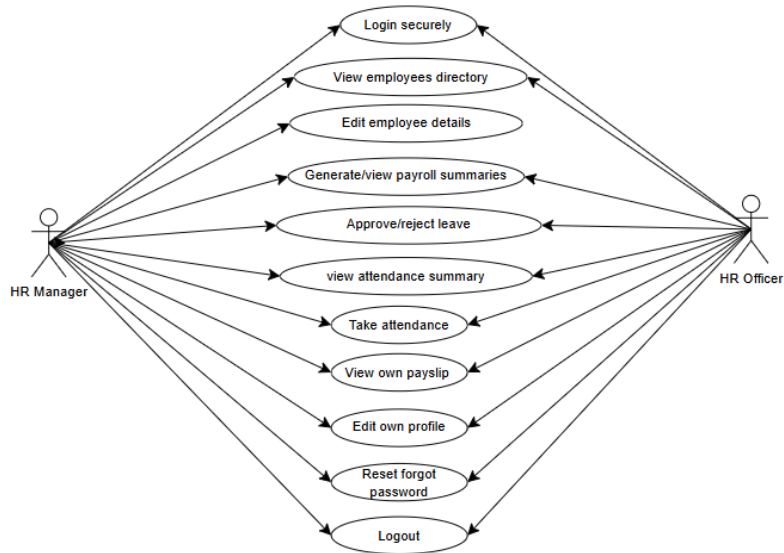 Login securely
View employees directory
Edit employee details
Generate/view payroll summaries
Approve/reject leave
view attendance summary
HR Manager
HR Officer
Take attendance
View own payslip
Edit own profile
Reset forgot
password
Logout